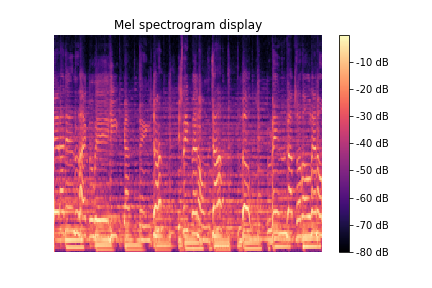 Mel spectrogram display
-10 dB
-20 dB
-30 dB
-40 dB
-50 dB
-60 dB
-70 dB
-80 dB